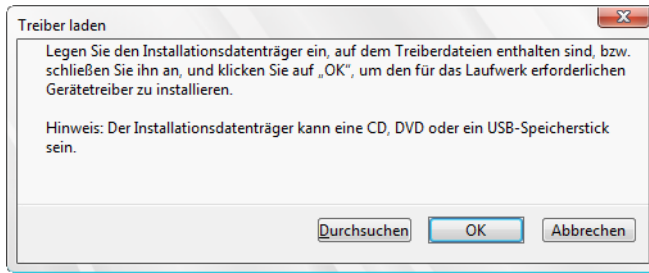 Treiber laden
Legen Sie den Installationsdatenträger ein, auf dem Treiberdateien enthalten sind, bzw.
schließen Sie ihn an, und klicken Sie auf „OK“, um den für das Laufwerk erforderlichen
Gerätetreiber zu installieren.
Hinweis: Der Installationsdatenträger kann eine CD, DVD oder ein USB-Speicherstick
sein.
Durchsuchen OK Abbrechen